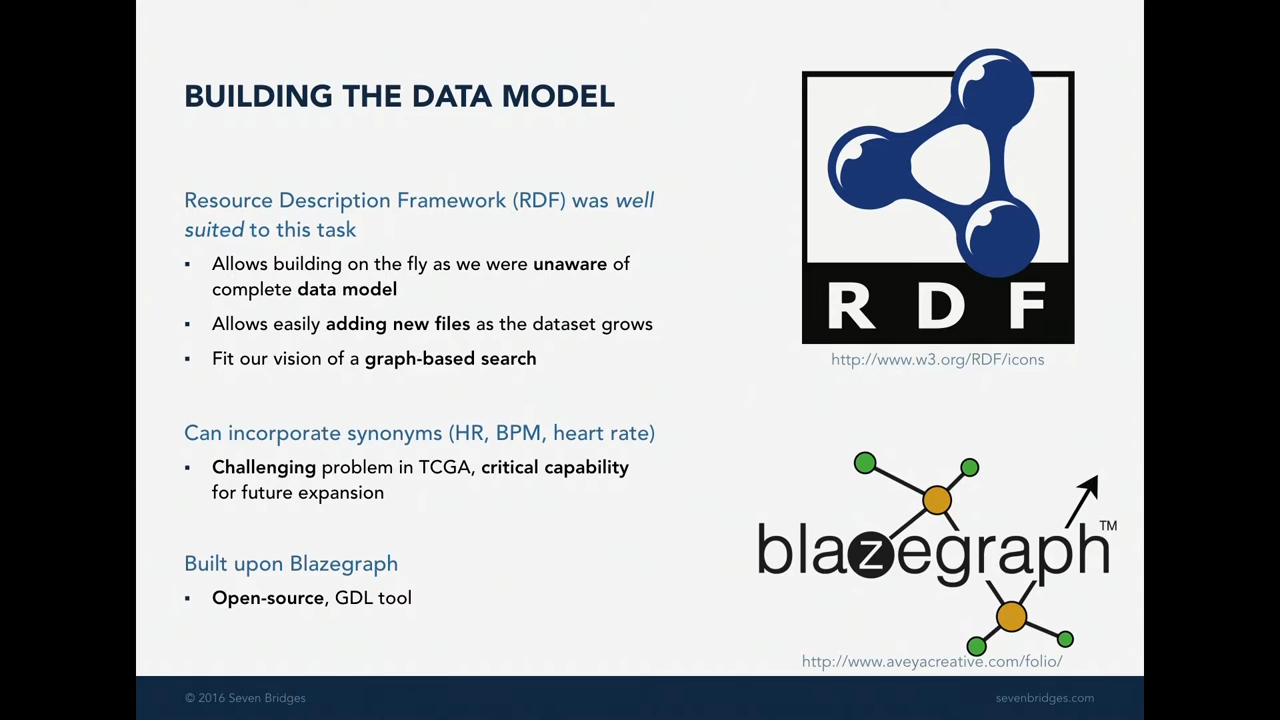 BUILDING THE DATA MODEL
Resource Description Framework (RDF) was well
suited to this task
▪ Allows building on the fly as we were unaware of
complete data model
▪ Allows easily adding new files as the dataset grows
▪ Fit our vision of a graph-based search
Can incorporate synonyms (HR, BPM, heart rate)
▪ Challenging problem in TCGA, critical capability
for future expansion
Built upon Blazegraph
▪ Open-source, GDL tool
RDF
http://www.w3.org/RDF/icons
blazegraph™
http://www.aveyacreative.com/folio/
© 2016 Seven Bridges
sevenbridges.com